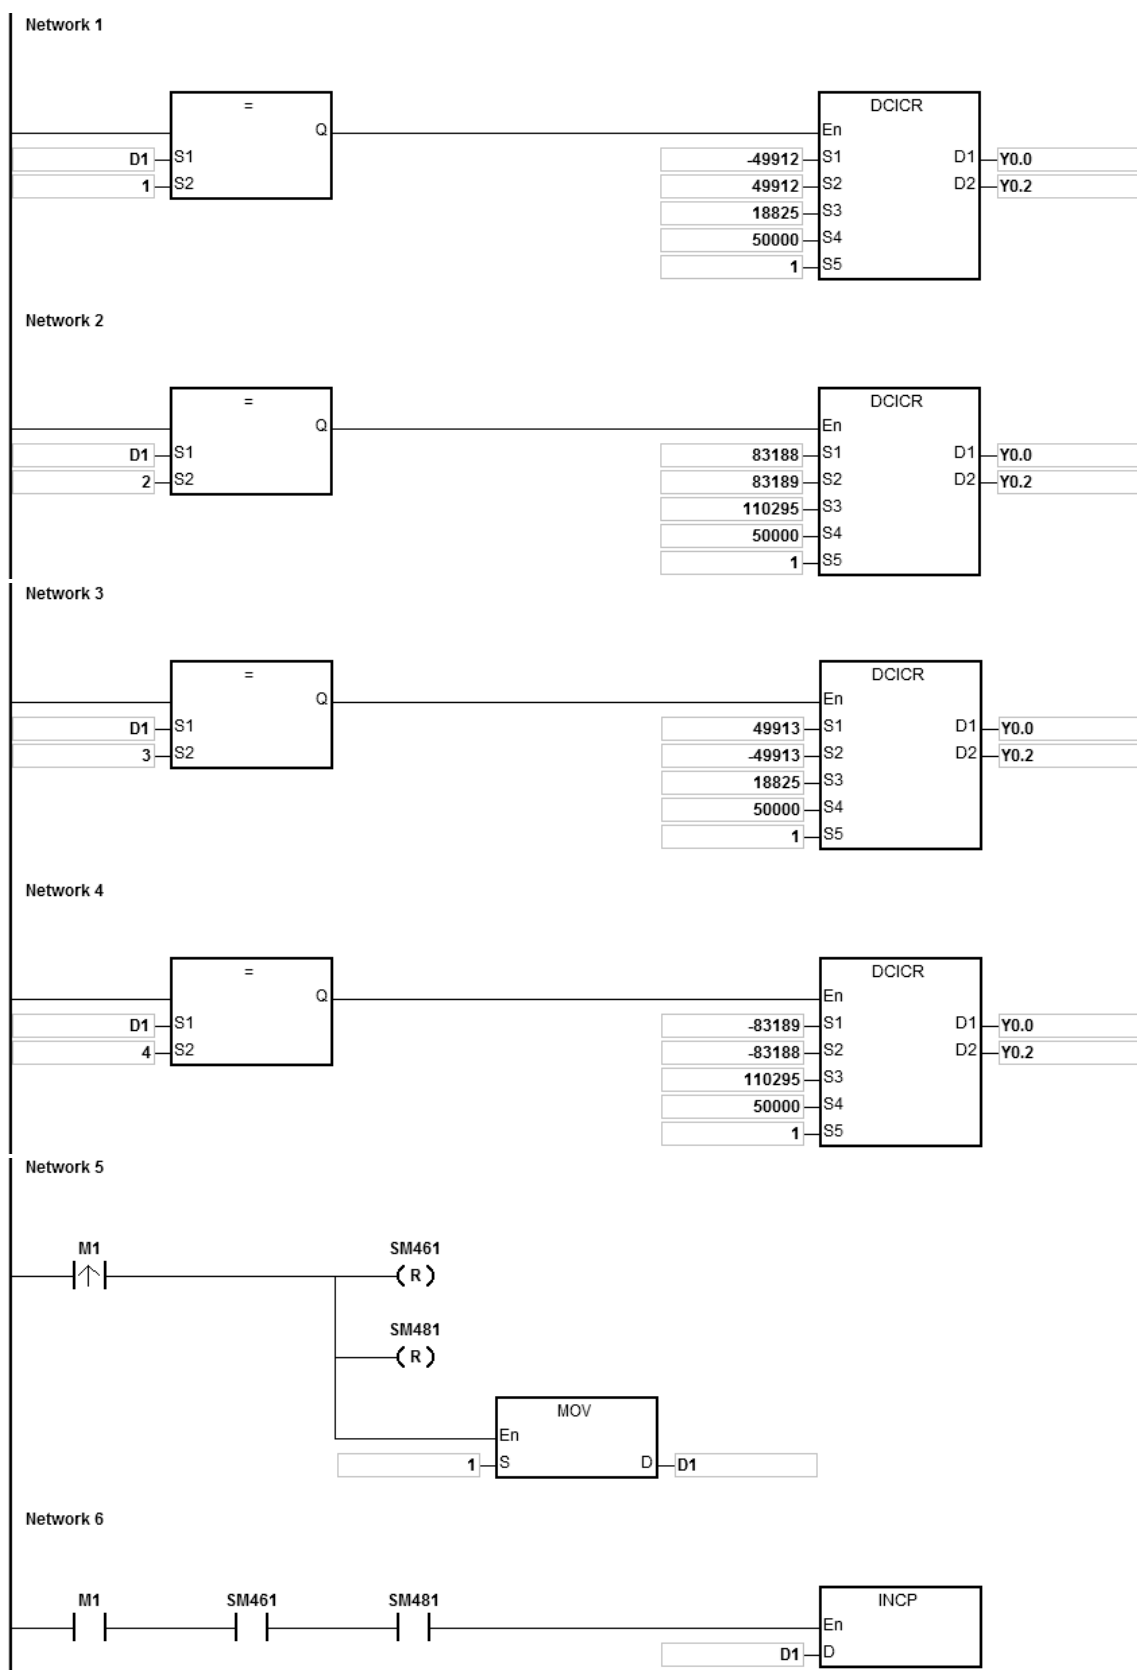 Network 1
= DCICR
Q En
D1 S1 -49912 S1 D1 Y0.0
1 S2 49912 S2 D2 Y0.2
18825 S3
50000 S4
1 S5
Network 2
= DCICR
Q En
D1 S1 83188 S1 D1 Y0.0
2 S2 83189 S2 D2 Y0.2
110295 S3
50000 S4
1 S5
Network 3
= DCICR
Q En
D1 S1 49913 S1 D1 Y0.0
3 S2 -49913 S2 D2 Y0.2
18825 S3
50000 S4
1 S5
Network 4
= DCICR
Q En
D1 S1 -83189 S1 D1 Y0.0
4 S2 -83188 S2 D2 Y0.2
110295 S3
50000 S4
1 S5
Network 5
M1 SM461
( R )
SM481
( R )
MOV
En
1 S D D1
Network 6
M1 SM461 SM481 INCP
En
D1 D